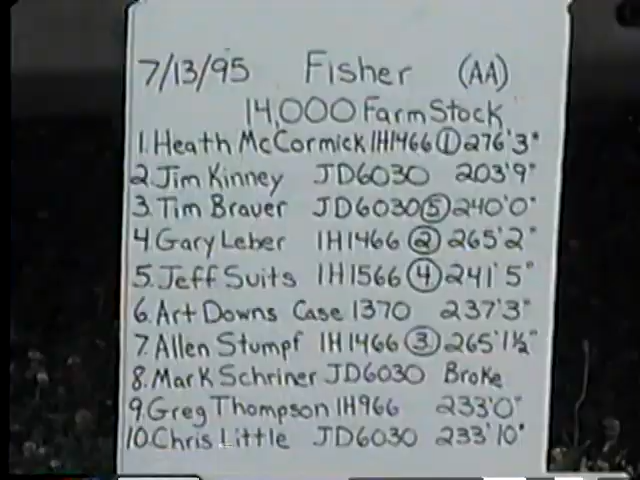 7/13/95 Fisher (AA)
14,000 Farm Stock
1. Heath McCormick IH1466 ① 276'3"
2. Jim Kinney JD6030 203'9"
3. Tim Brauer JD6030 ⑤ 240'0"
4. Gary Leber IH1466 ② 265'2"
5. Jeff Suits IH1566 ④ 241'5"
6. Art Downs Case 1370 237'3"
7. Allen Stumpf IH1466 ③ 265'1½"
8. Mark Schriner JD6030 Broke
9. Greg Thompson IH966 233'0"
10. Chris Little JD6030 233'10"